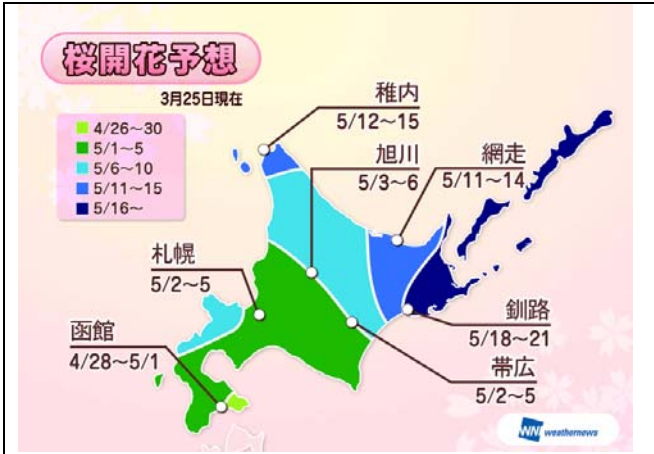 桜開花予想
3月25日現在
4/26～30
5/1～5
5/6～10
5/11～15
5/16～
稚内
5/12～15
旭川
5/3～6
網走
5/11～14
札幌
5/2～5
函館
4/28～5/1
釧路
5/18～21
帯広
5/2～5
WNI weathernews